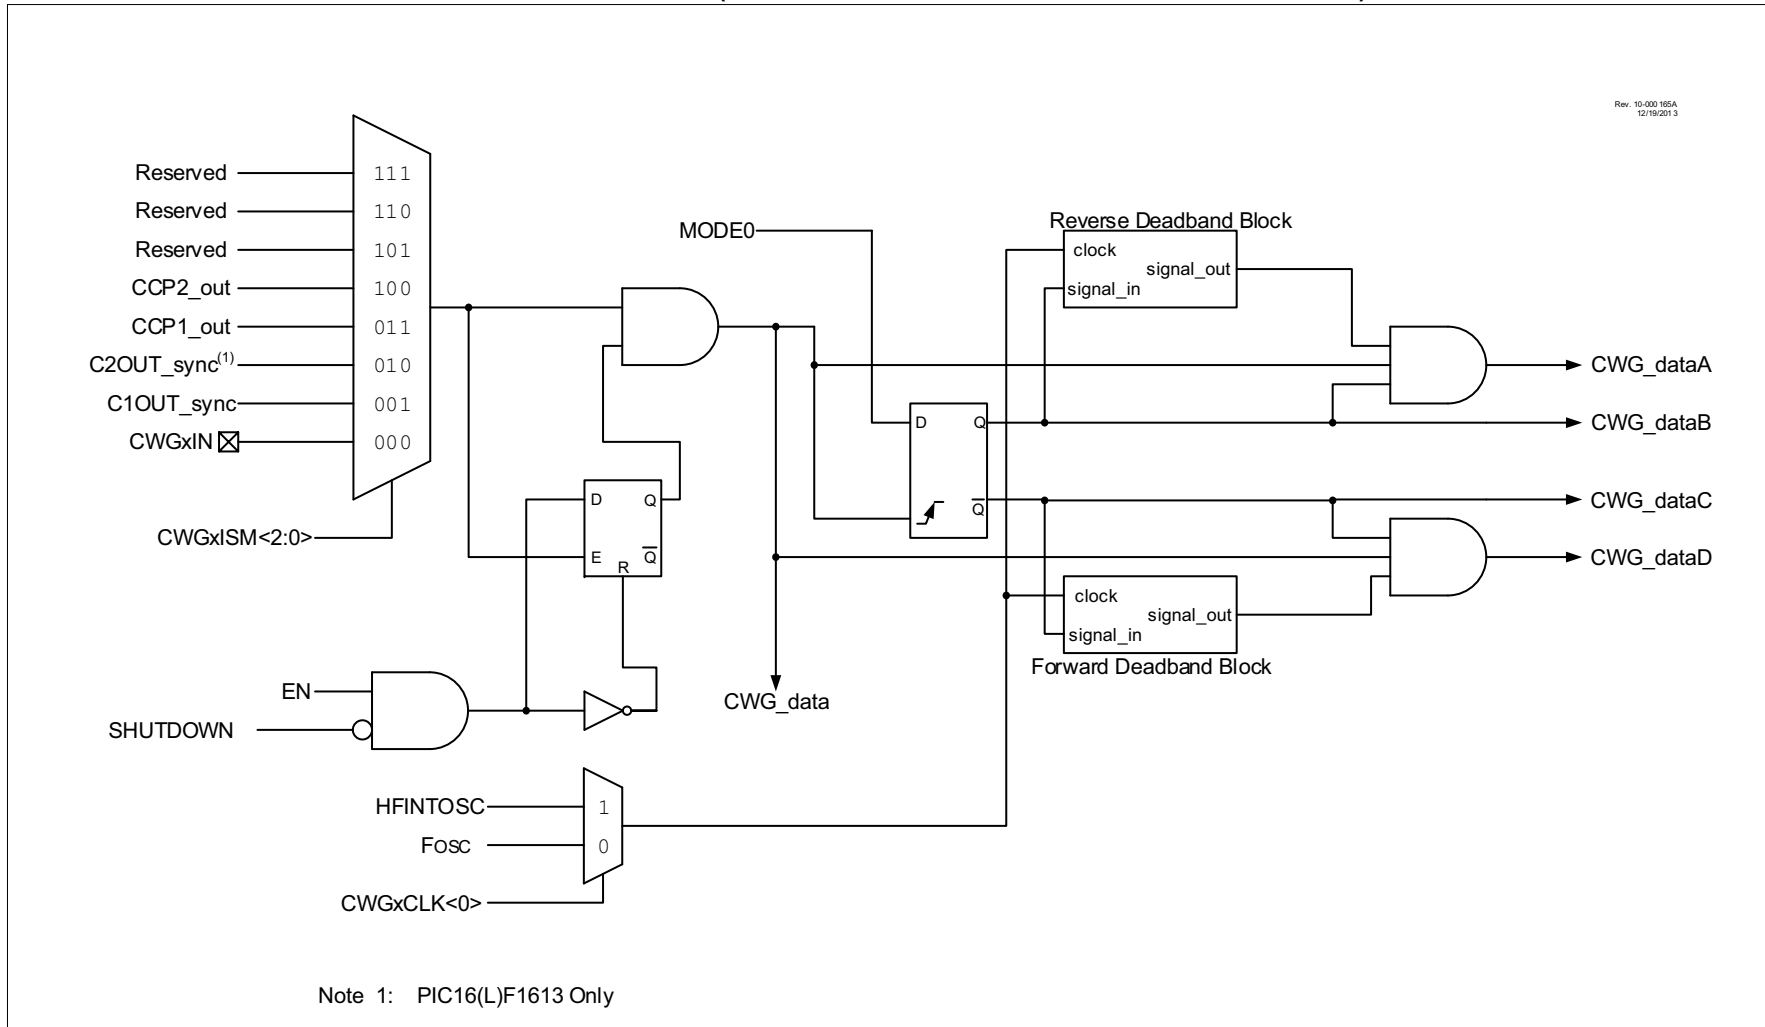 Rev. 10-000 165A
12/19/2013
Reserved 111
Reserved 110
Reserved 101
CCP2_out 100
CCP1_out 011
C2OUT_sync(1) 010
C1OUT_sync 001
CWGxIN 000
CWGxISM<2:0>
D Q
E Q
R
EN
SHUTDOWN
HFINTOSC 1
FOSC 0
CWGxCLK<0>
CWG_data
MODE0
D Q
Q
Reverse Deadband Block
clock
signal_out
signal_in
clock
signal_out
signal_in
Forward Deadband Block
CWG_dataA
CWG_dataB
CWG_dataC
CWG_dataD
Note 1: PIC16(L)F1613 Only